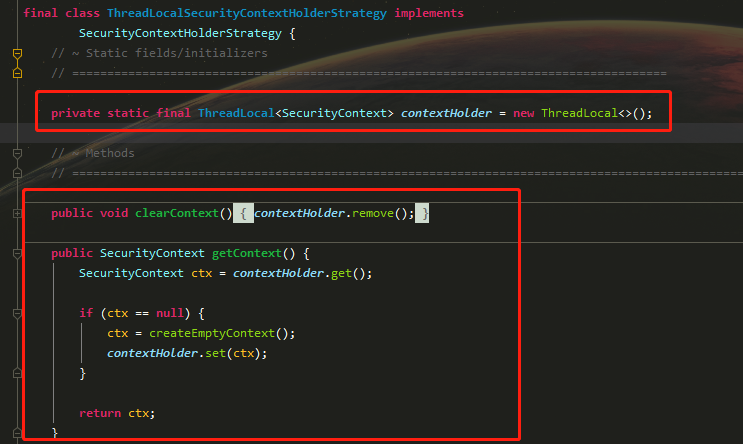 final class ThreadLocalSecurityContextHolderStrategy implements
SecurityContextHolderStrategy {
// ~ Static fields/initializers
// =====================================================================================
private static final ThreadLocal<SecurityContext> contextHolder = new ThreadLocal<>();
// ~ Methods
// ================================================================================================
public void clearContext() { contextHolder.remove(); }
public SecurityContext getContext() {
SecurityContext ctx = contextHolder.get();
if (ctx == null) {
ctx = createEmptyContext();
contextHolder.set(ctx);
}
return ctx;
}